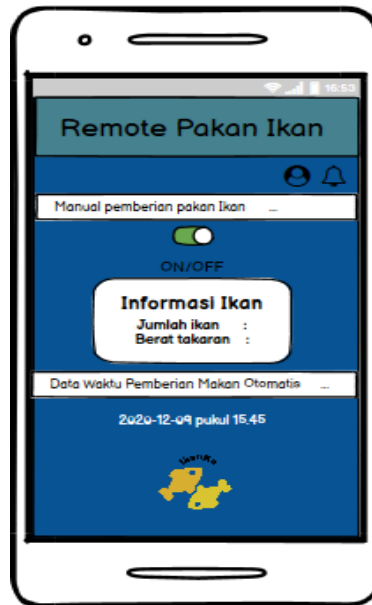 16:53
Remote Pakan Ikan
Manual pemberian pakan Ikan ...
ON/OFF
Informasi Ikan
Jumlah ikan :
Berat takaran :
Data Waktu Pemberian Makan Otomatis ...
2020-12-09 pukul 15.45